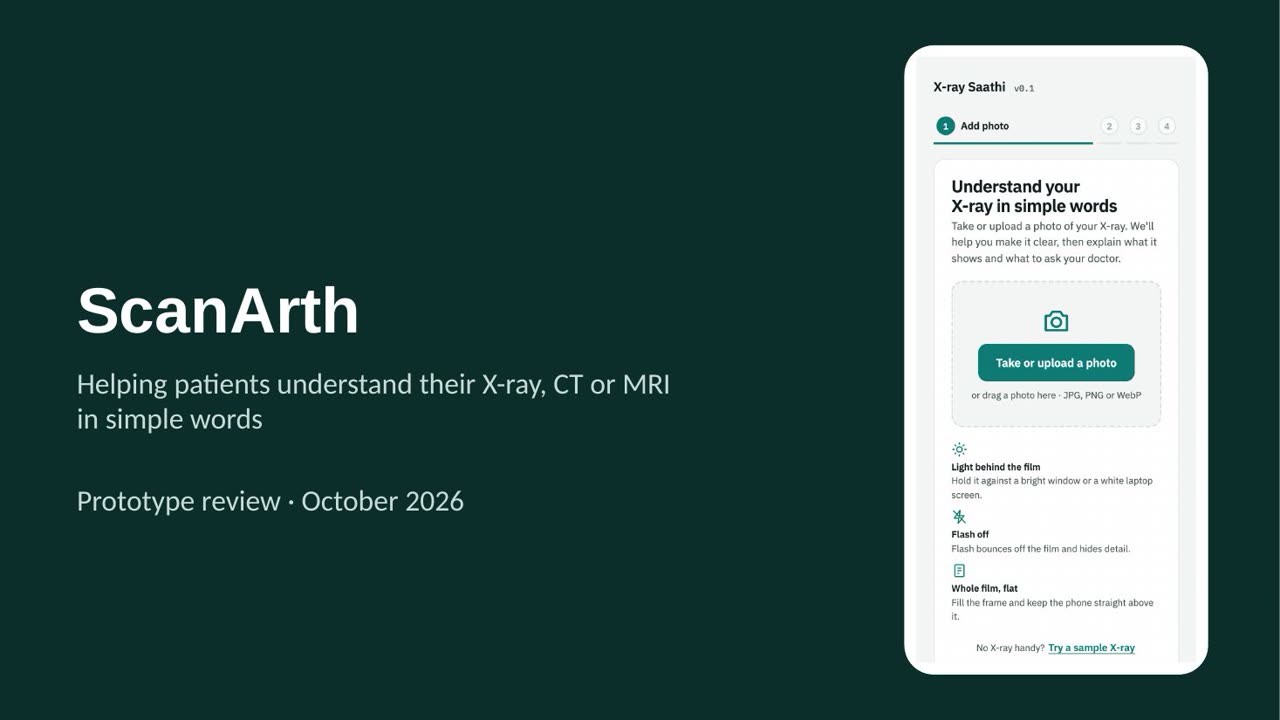 ScanArth
Helping patients understand their X-ray, CT or MRI
in simple words
Prototype review · October 2026
X-ray Saathi v0.1
1 Add photo 2 3 4
Understand your
X-ray in simple words
Take or upload a photo of your X-ray. We'll
help you make it clear, then explain what it
shows and what to ask your doctor.
Take or upload a photo
or drag a photo here · JPG, PNG or WebP
Light behind the film
Hold it against a bright window or a white laptop
screen.
Flash off
Flash bounces off the film and hides detail.
Whole film, flat
Fill the frame and keep the phone straight above
it.
No X-ray handy? Try a sample X-ray